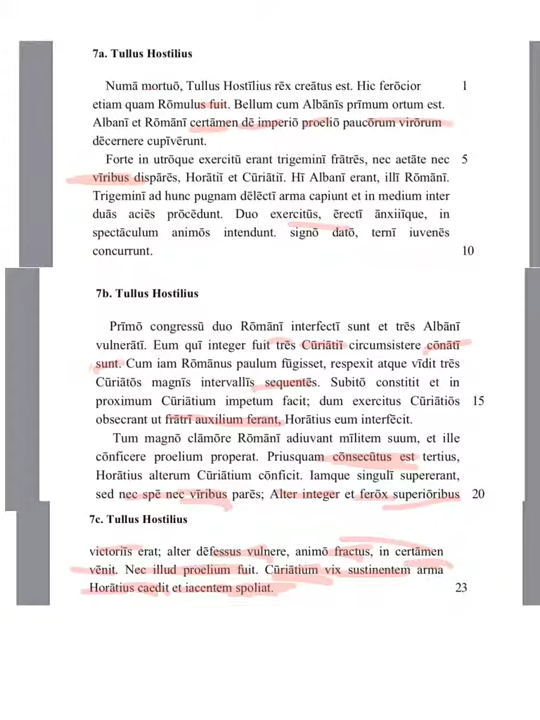 7a. Tullus Hostilius
Numā mortuō, Tullus Hostīlius rēx creātus est. Hic ferōcior 1
etiam quam Rōmulus fuit. Bellum cum Albānīs prīmum ortum est.
Albanī et Rōmānī certāmen dē imperiō proeliō paucōrum virōrum
dēcernere cupīvērunt.
Forte in utrōque exercitū erant trigeminī frātrēs, nec aetāte nec 5
vīribus dispārēs, Horātiī et Cūriātiī. Hī Albanī erant, illī Rōmānī.
Trigeminī ad hunc pugnam dēlēctī arma capiunt et in medium inter
duās aciēs prōcēdunt. Duo exercitūs, ērectī ānxiīique, in
spectāculum animōs intendunt. signō datō, ternī iuvenēs
concurrunt. 10
7b. Tullus Hostilius
Prīmō congressū duo Rōmānī interfectī sunt et trēs Albānī
vulnerātī. Eum quī integer fuit trēs Cūriātiī circumsistere cōnātī
sunt. Cum iam Rōmānus paulum fūgisset, respexit atque vīdit trēs
Cūriātōs magnīs intervallīs sequentēs. Subitō constitit et in
proximum Cūriātium impetum facit; dum exercitus Cūriātiōs 15
obsecrant ut frātrī auxilium ferant, Horātius eum interfēcit.
Tum magnō clāmōre Rōmānī adiuvant mīlitem suum, et ille
cōnficere proelium properat. Priusquam cōnsecūtus est tertius,
Horātius alterum Cūriātium cōnficit. Iamque singulī supererant,
sed nec spē nec vīribus parēs; Alter integer et ferōx superiōribus 20
7c. Tullus Hostilius
victoriīs erat; alter dēfessus vulnere, animō fractus, in certāmen
vēnit. Nec illud proelium fuit. Cūriātium vix sustinentem arma
Horātius caedit et iacentem spoliat. 23